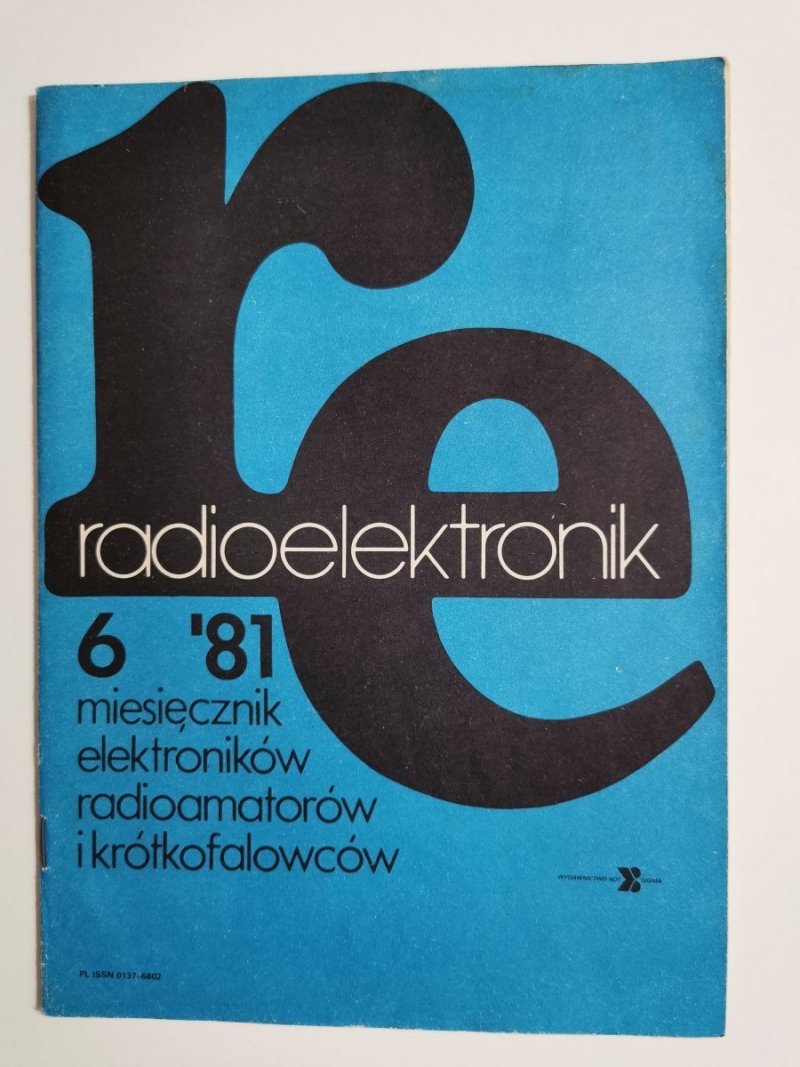 re
radioelektronik
6 '81
miesięcznik
elektroników
radioamatorów
i krótkofalowców
WYDAWNICTWO NOT SIGMA
PL ISSN 0137-6802